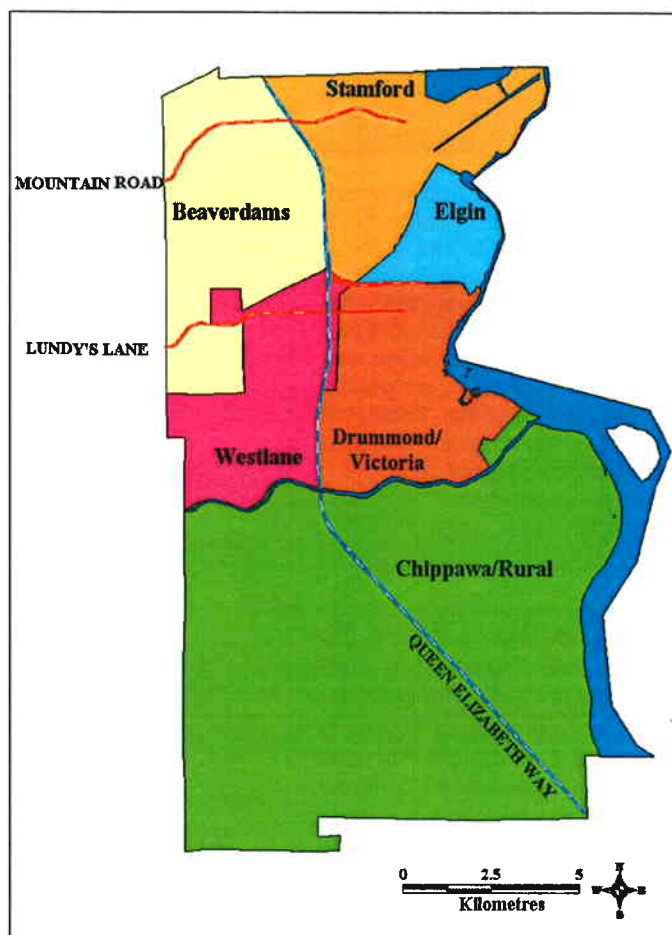 Stamford
MOUNTAIN ROAD
Beaverdams
Elgin
LUNDY'S LANE
Westlane
Drummond/
Victoria
Chippawa/Rural
QUEEN ELIZABETH WAY
0 2.5 5
Kilometres
N
W E
S